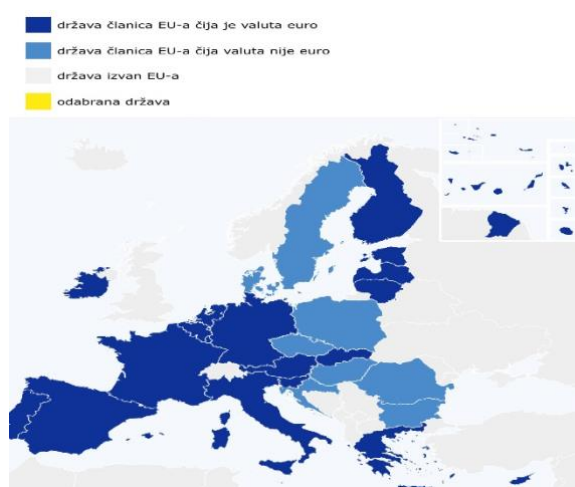 država članica EU-a čija je valuta euro
država članica EU-a čija valuta nije euro
država izvan EU-a
odabrana država